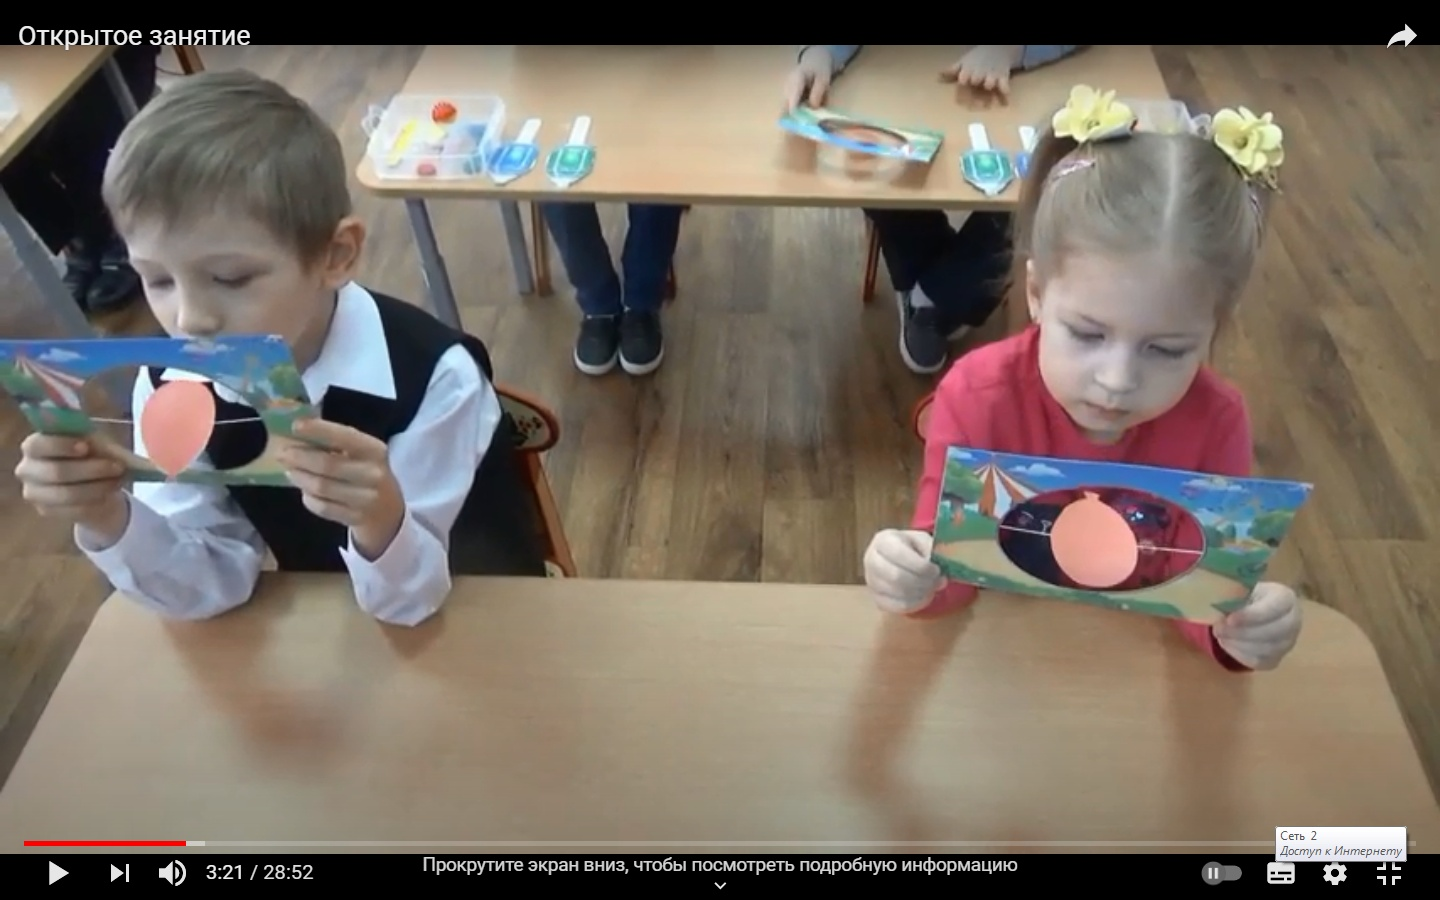 Открытое занятие
Сеть 2
Доступ к Интернету
3:21 / 28:52
Прокрутите экран вниз, чтобы посмотреть подробную информацию